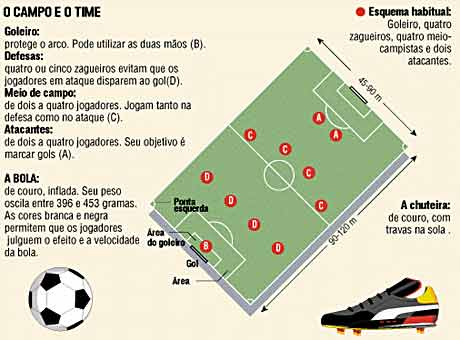 O CAMPO E O TIME
Goleiro:
protege o arco. Pode utilizar as duas mãos (B).
Defesas:
quatro ou cinco zagueiros evitam que os
jogadores em ataque disparem ao gol(D).
Meio de campo:
de dois a quatro jogadores. Jogam tanto na
defesa como no ataque (C).
Atacantes:
de dois a quatro jogadores. Seu objetivo é
marcar gols (A).
A BOLA:
de couro, inflada. Seu peso
oscila entre 396 e 453 gramas.
As cores branca e negra
permitem que os jogadores
julguem o efeito e a velocidade
da bola.
Esquema habitual:
Goleiro, quatro
zagueiros, quatro meio-
campistas e dois
atacantes.
45-90 m
A
A
C
C
C
C
D
D
D
D
B
Ponta
esquerda
Área
do goleiro
Gol
Área
90-120 m
A chuteira:
de couro, com
travas na sola .